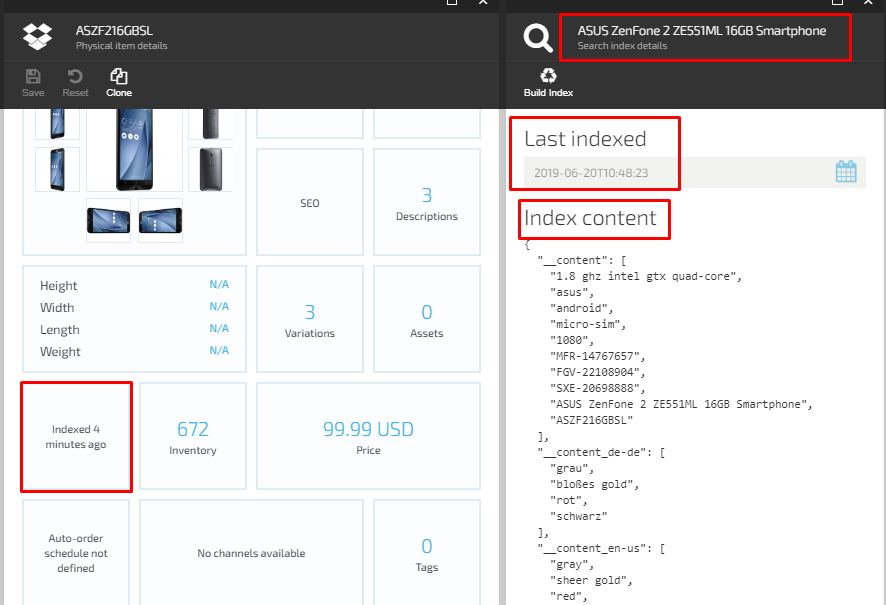 ASZF216GBSL
Physical item details
Save
Reset
Clone
SEO
3
Descriptions
Height N/A
Width N/A
Length N/A
Weight N/A
3
Variations
0
Assets
Indexed 4
minutes ago
672
Inventory
99.99 USD
Price
Auto-order
schedule not
defined
No channels available
0
Tags
ASUS ZenFone 2 ZE551ML 16GB Smartphone
Search index details
Build Index
Last indexed
2019-06-20T10:48:23
Index content
{
"__content": [
"1.8 ghz intel gtx quad-core",
"asus",
"android",
"micro-sim",
"1080",
"MFR-14767657",
"FGV-22108904",
"SXE-20698888",
"ASUS ZenFone 2 ZE551ML 16GB Smartphone",
"ASZF216GBSL"
],
"__content_de-de": [
"grau",
"bloßes gold",
"rot",
"schwarz"
],
"__content_en-us": [
"gray",
"sheer gold",
"red",